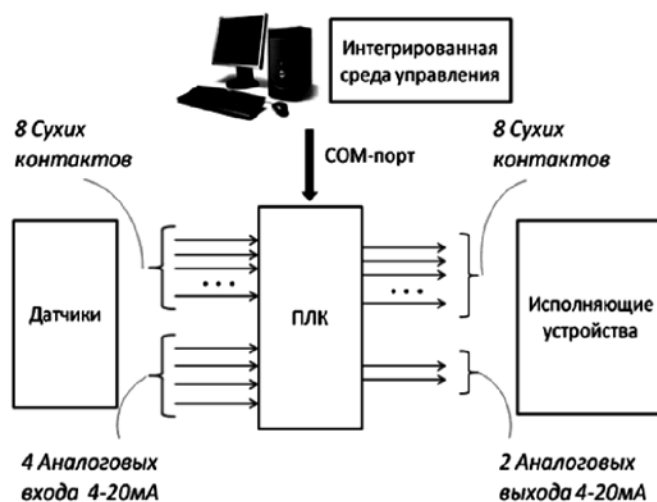 Интегрированная
среда управления
8 Сухих
контактов
COM-порт
8 Сухих
контактов
Датчики
ПЛК
Исполняющие
устройства
4 Аналоговых
входа 4-20мА
2 Аналоговых
выхода 4-20мА